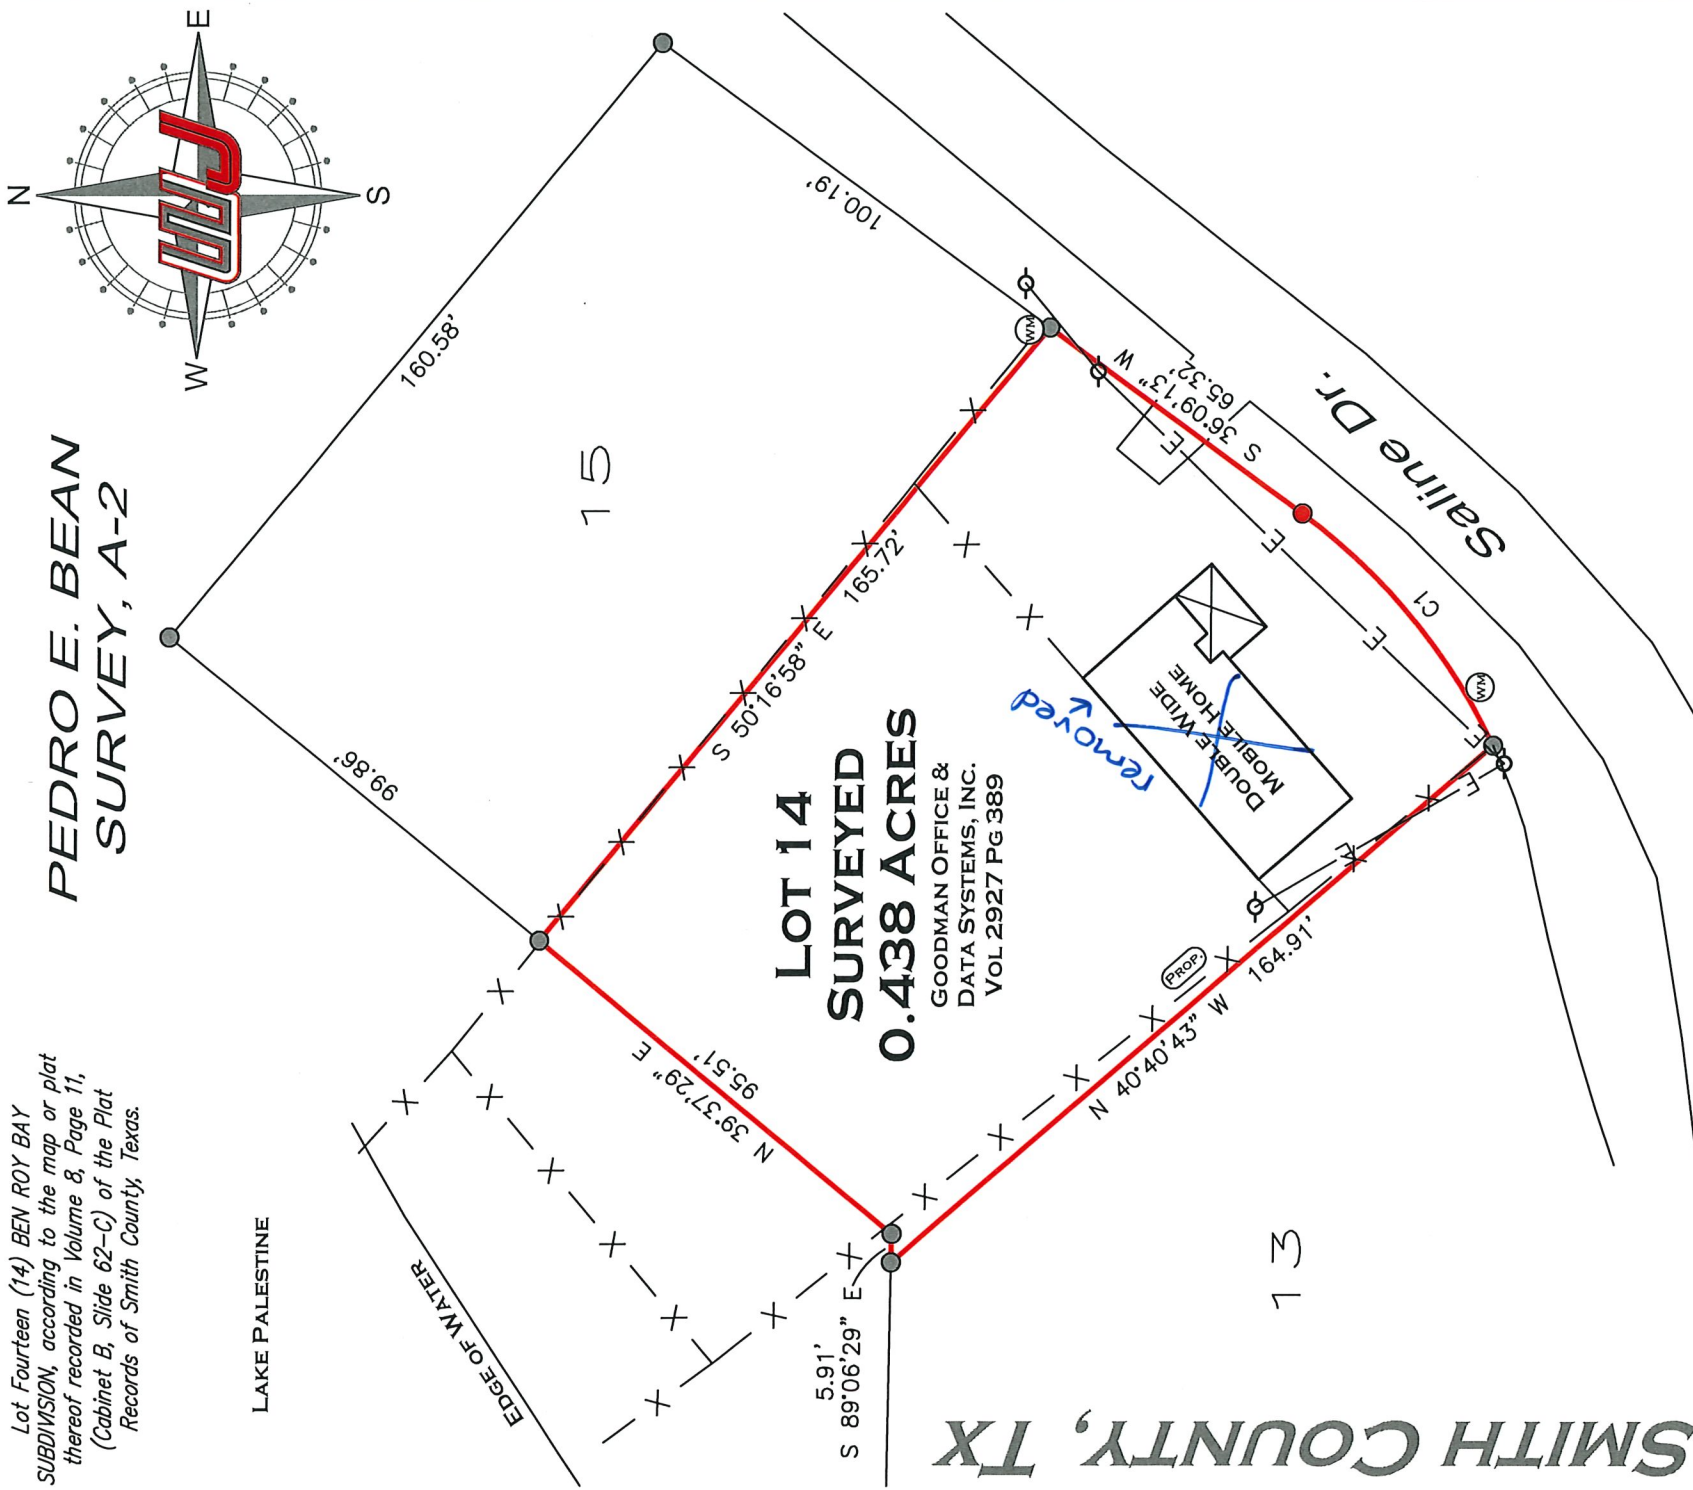 Lot Fourteen (14) BEN ROY BAY
SUBDIVISION, according to the map or plat
thereof recorded in Volume 8, Page 11,
(Cabinet B, Slide 62-C) of the Plat
Records of Smith County, Texas.
PEDRO E. BEAN
SURVEY, A-2
N
E
S
W
LAKE PALESTINE
EDGE OF WATER
99.86'
160.58'
100.19'
15
S 50°16'58" E 165.72'
N 39°37'29" E
95.51'
LOT 14
SURVEYED
0.438 ACRES
GOODMAN OFFICE &
DATA SYSTEMS, INC.
VOL 2927 PG 389
removed
DOUBLE WIDE
MOBILE HOME
WM
S 36°09'13" W
65.32'
E
E
E
E
E
C1
WM
Saline Dr.
PROP.
N 40°40'43" W 164.91'
5.91'
S 89°06'29" E
13
SMITH COUNTY, TX